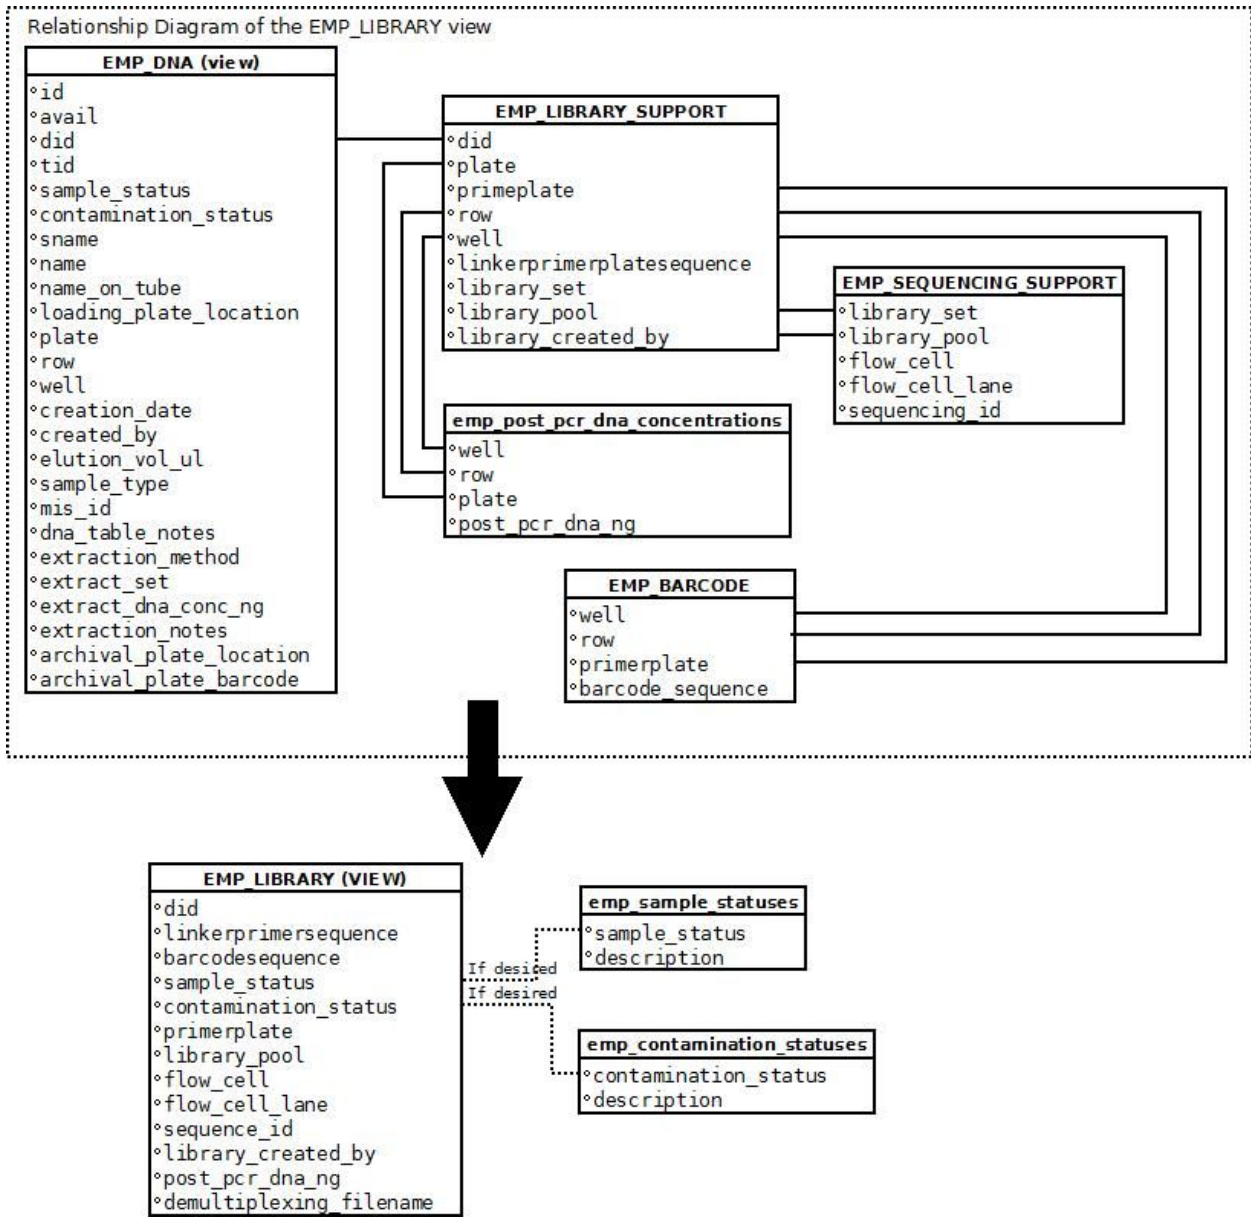 Relationship Diagram of the EMP_LIBRARY view
EMP_DNA (view)
id
avail
did
tid
sample_status
contamination_status
sname
name
name_on_tube
loading_plate_location
plate
row
well
creation_date
created_by
elution_vol_ul
sample_type
mis_id
dna_table_notes
extraction_method
extract_set
extract_dna_conc_ng
extraction_notes
archival_plate_location
archival_plate_barcode
EMP_LIBRARY_SUPPORT
did
plate
primeplate
row
well
linkerprimerplatesequence
library_set
library_pool
library_created_by
EMP_SEQUENCING_SUPPORT
library_set
library_pool
flow_cell
flow_cell_lane
sequencing_id
emp_post_pcr_dna_concentrations
well
row
plate
post_pcr_dna_ng
EMP_BARCODE
well
row
primerplate
barcode_sequence
EMP_LIBRARY (VIEW)
did
linkerprimersequence
barcodesequence
sample_status
contamination_status
primerplate
library_pool
flow_cell
flow_cell_lane
sequence_id
library_created_by
post_pcr_dna_ng
demultiplexing_filename
If desired
If desired
emp_sample_statuses
sample_status
description
emp_contamination_statuses
contamination_status
description